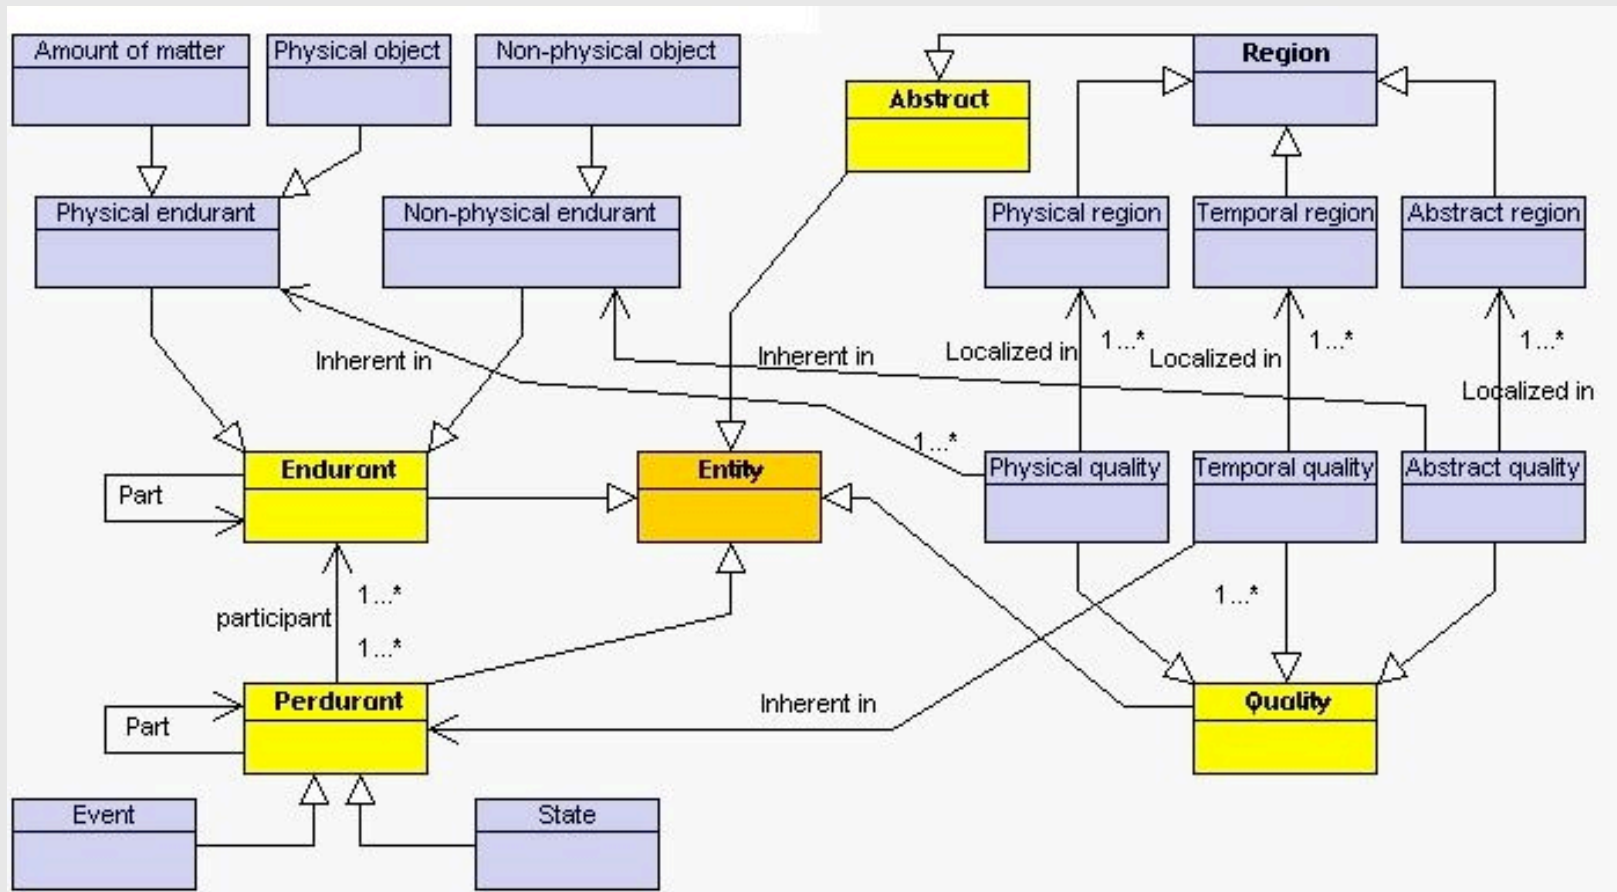 Amount of matter
Physical object
Non-physical object
Region
Abstract
Physical endurant
Non-physical endurant
Physical region
Temporal region
Abstract region
1...*
1...*
1...*
Inherent in
Inherent in
Localized in
Localized in
Localized in
1...*
Endurant
Entity
Physical quality
Temporal quality
Abstract quality
Part
1...*
1...*
participant
1...*
Perdurant
Inherent in
Quality
Part
Event
State